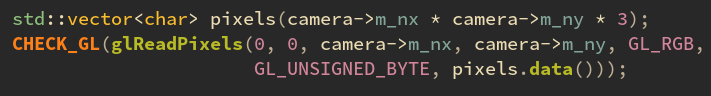 std::vector<char> pixels(camera->m_nx * camera->m_ny * 3);
CHECK_GL(glReadPixels(0, 0, camera->m_nx, camera->m_ny, GL_RGB,
GL_UNSIGNED_BYTE, pixels.data()));